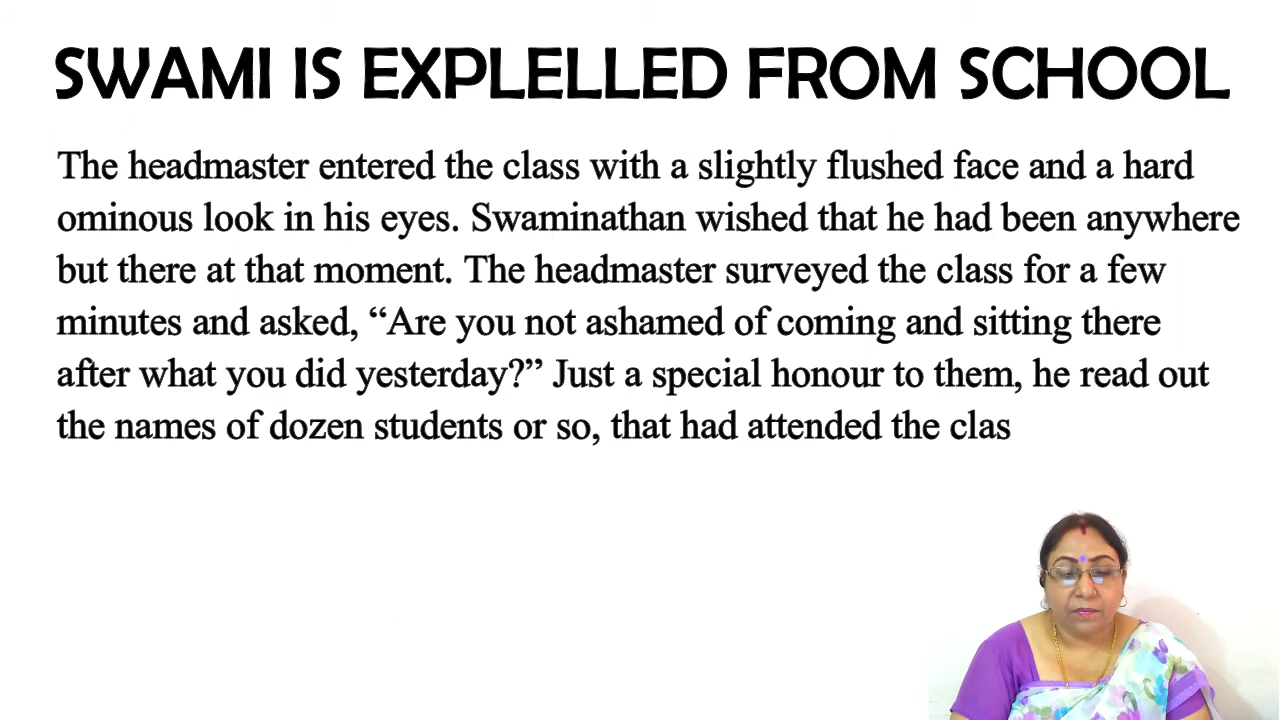 SWAMI IS EXPLELLED FROM SCHOOL
The headmaster entered the class with a slightly flushed face and a hard
ominous look in his eyes. Swaminathan wished that he had been anywhere
but there at that moment. The headmaster surveyed the class for a few
minutes and asked, “Are you not ashamed of coming and sitting there
after what you did yesterday?” Just a special honour to them, he read out
the names of dozen students or so, that had attended the clas